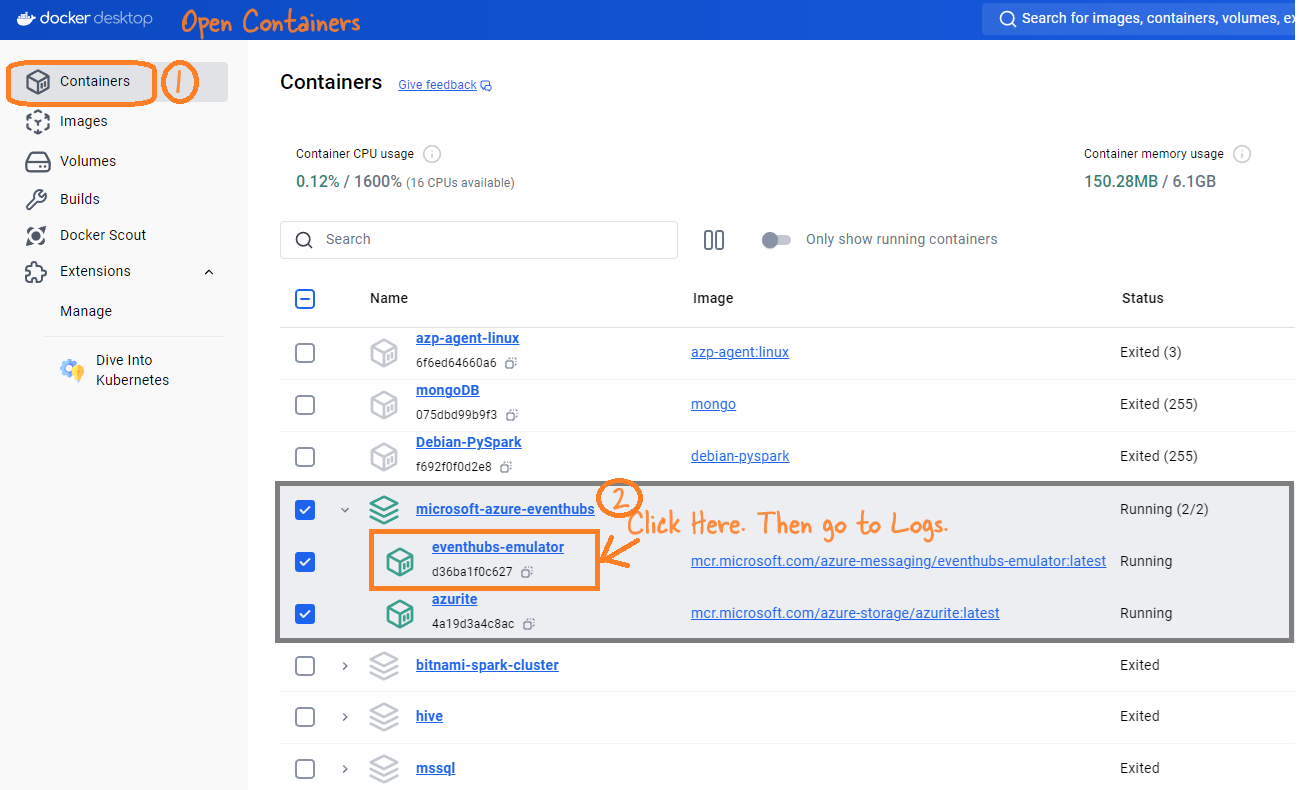 docker desktop
Open Containers
Search for images, containers, volumes, ex
Containers
1
Images
Volumes
Builds
Docker Scout
Extensions
Manage
Dive Into
Kubernetes
Containers Give feedback
Container CPU usage
0.12% / 1600% (16 CPUs available)
Container memory usage
150.28MB / 6.1GB
Search
Only show running containers
Name Image Status
azp-agent-linux
6f6ed64660a6
azp-agent:linux
Exited (3)
mongoDB
075dbd99b9f3
mongo
Exited (255)
Debian-PySpark
f692f0f0d2e8
debian-pyspark
Exited (255)
microsoft-azure-eventhubs
Running (2/2)
2
Click Here. Then go to Logs.
eventhubs-emulator
d36ba1f0c627
mcr.microsoft.com/azure-messaging/eventhubs-emulator:latest
Running
azurite
4a19d3a4c8ac
mcr.microsoft.com/azure-storage/azurite:latest
Running
bitnami-spark-cluster
Exited
hive
Exited
mssql
Exited